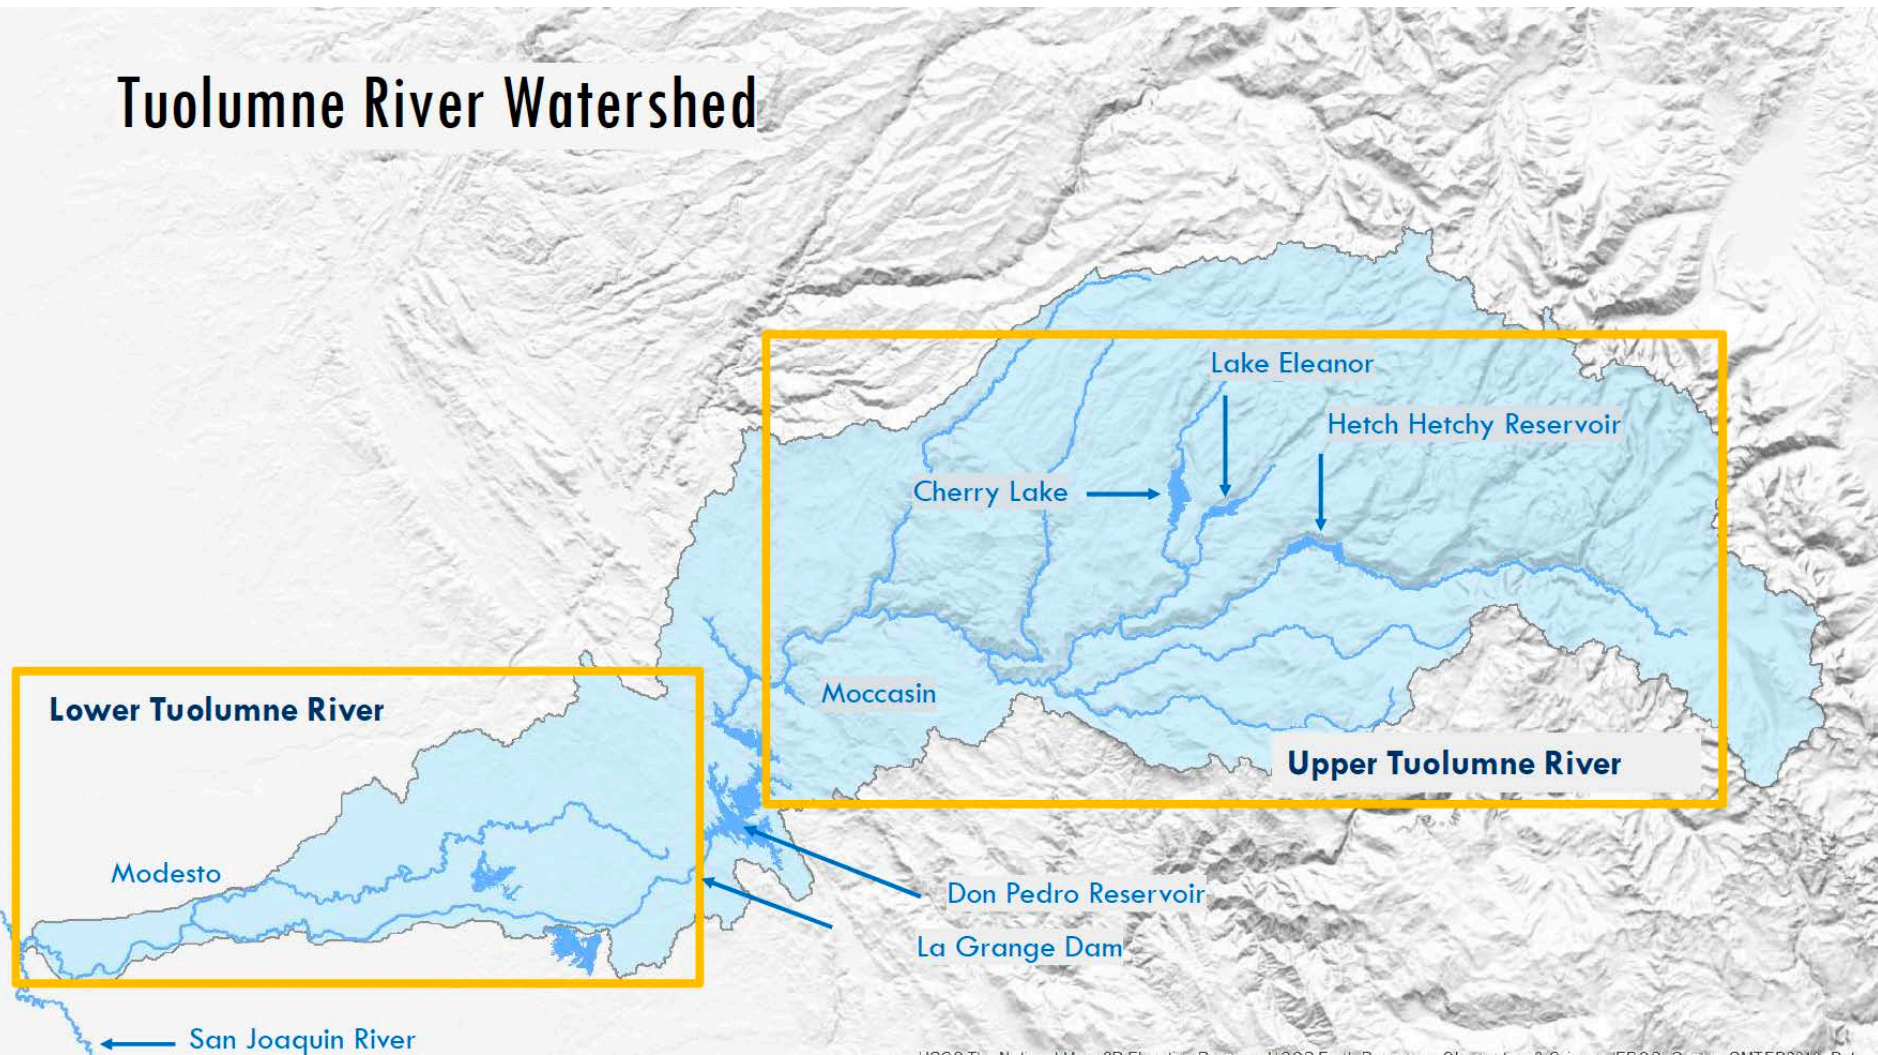 Tuolumne River Watershed
Lake Eleanor
Hetch Hetchy Reservoir
Cherry Lake
Moccasin
Lower Tuolumne River
Upper Tuolumne River
Modesto
Don Pedro Reservoir
La Grange Dam
San Joaquin River